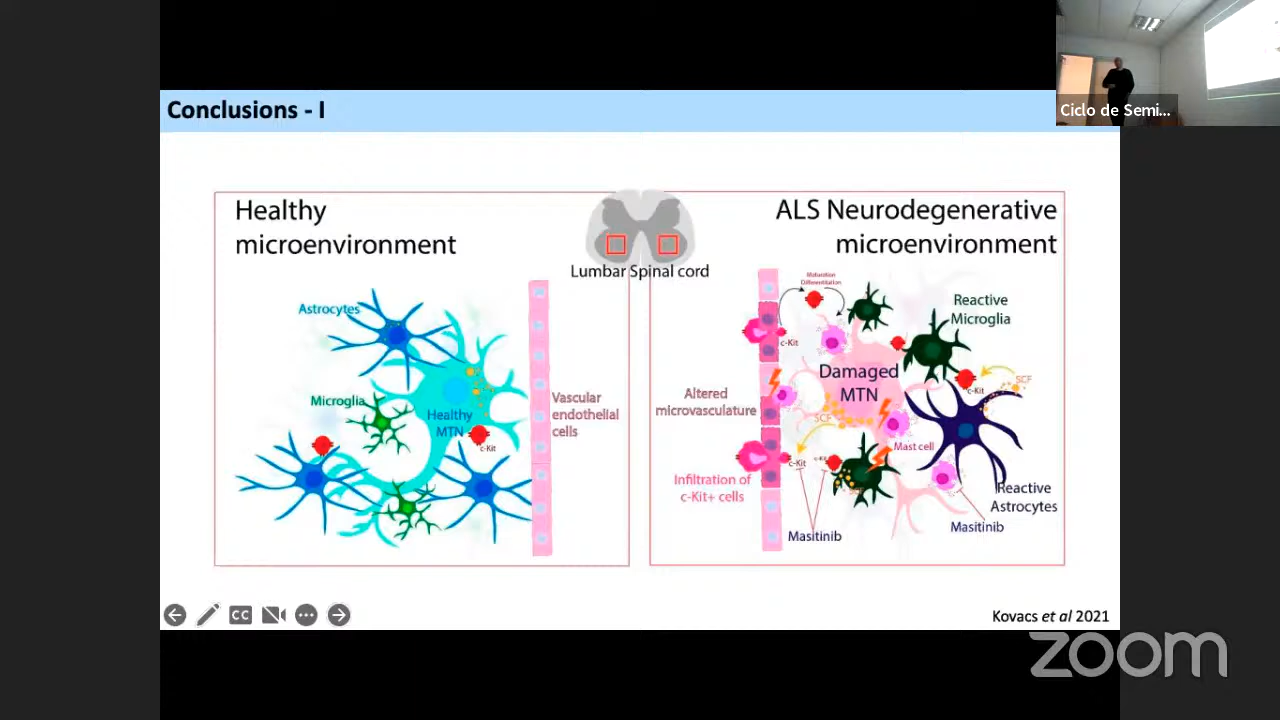 Ciclo de Semi...
Conclusions - I
Healthy
microenvironment
Lumbar Spinal cord
Astrocytes
Microglia
Healthy
MTN
c-Kit
Vascular
endothelial
cells
ALS Neurodegenerative
microenvironment
Maturation
Differentiation
c-Kit
Reactive
Microglia
Damaged
MTN
c-Kit
SCF
Altered
microvasculature
SCF
Mast cell
c-Kit
c-Kit
Infiltration of
c-Kit+ cells
Reactive
Astrocytes
Masitinib
Masitinib
CC
Kovacs et al 2021
zoom